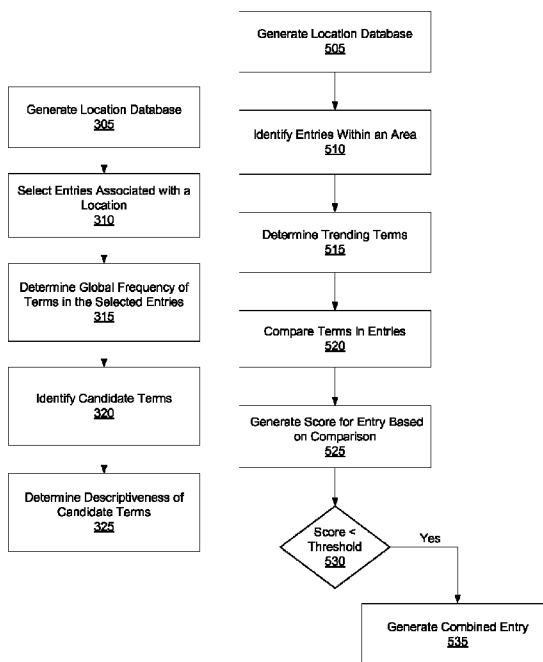 Generate Location Database
305
Select Entries Associated with a
Location
310
Determine Global Frequency of
Terms in the Selected Entries
315
Identify Candidate Terms
320
Determine Descriptiveness of
Candidate Terms
325
Generate Location Database
505
Identify Entries Within an Area
510
Determine Trending Terms
515
Compare Terms in Entries
520
Generate Score for Entry Based
on Comparison
525
Score <
Threshold
530
Yes
Generate Combined Entry
535